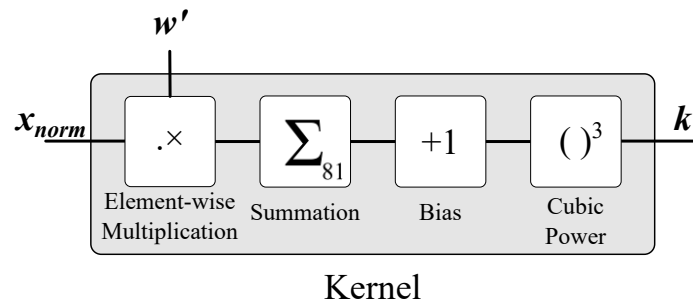 w'
x_norm
.×
∑81
+1
( )³
k
Element-wise
Multiplication
Summation
Bias
Cubic
Power
Kernel